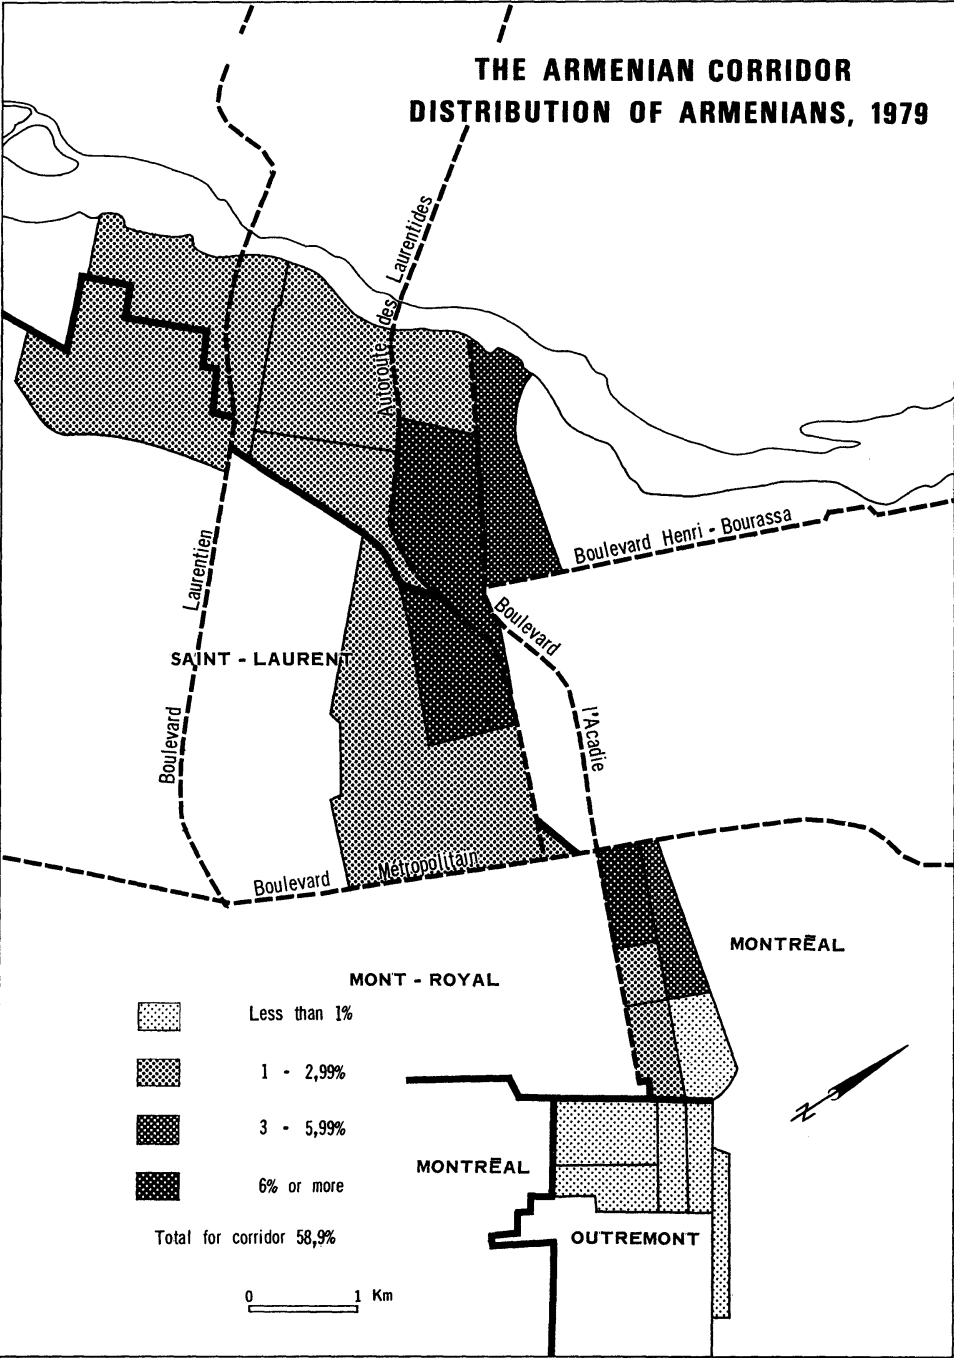 THE ARMENIAN CORRIDOR
DISTRIBUTION OF ARMENIANS, 1979
Autoroute des Laurentides
Boulevard Henri - Bourassa
Boulevard Laurentien
Boulevard l'Acadie
SAINT - LAURENT
Boulevard Métropolitain
MONTRÉAL
MONT - ROYAL
Less than 1%
1 - 2,99%
3 - 5,99%
6% or more
Total for corridor 58,9%
0 1 Km
N
MONTRÉAL
OUTREMONT